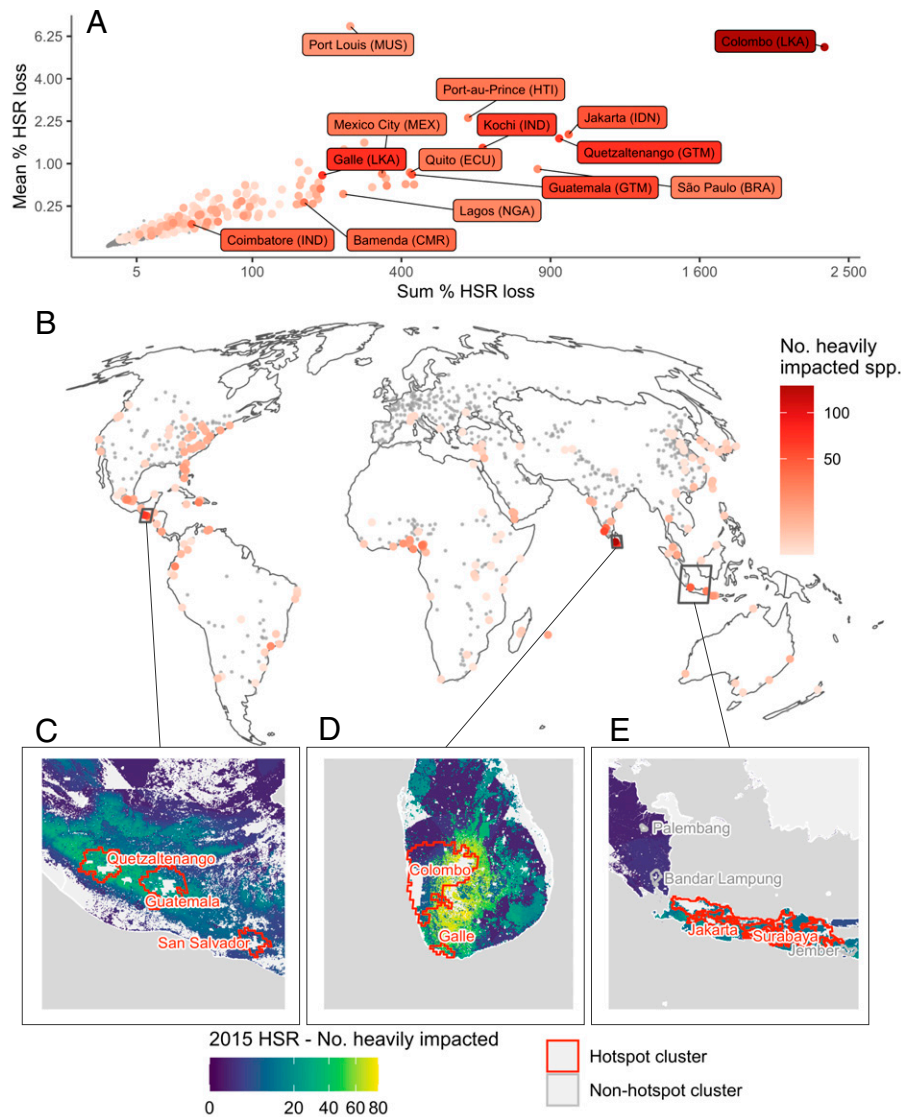 A
Mean % HSR loss
6.25
4.00
2.25
1.00
0.25
Port Louis (MUS)
Colombo (LKA)
Port-au-Prince (HTI)
Mexico City (MEX)
Kochi (IND)
Jakarta (IDN)
Galle (LKA)
Quito (ECU)
Quetzaltenango (GTM)
Guatemala (GTM)
São Paulo (BRA)
Lagos (NGA)
Coimbatore (IND)
Bamenda (CMR)
5
100
400
900
1 600
2 500
Sum % HSR loss
B
No. heavily
impacted spp.
100
50
C
Quetzaltenango
Guatemala
San Salvador
D
Colombo
Galle
E
Palembang
Bandar Lampung
Jakarta
Surabaya
Jember
2015 HSR - No. heavily impacted
0
20
40
60
80
Hotspot cluster
Non-hotspot cluster